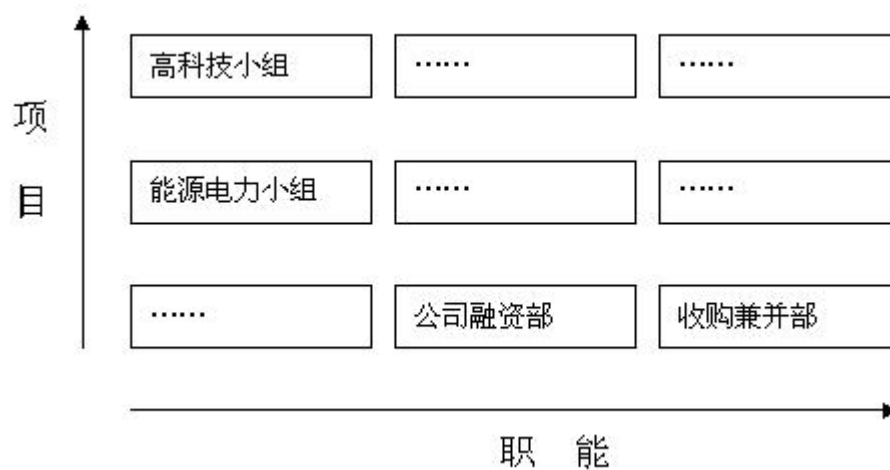 高科技小组 …… ……
项
目
能源电力小组 …… ……
…… 公司融资部 收购兼并部
职 能